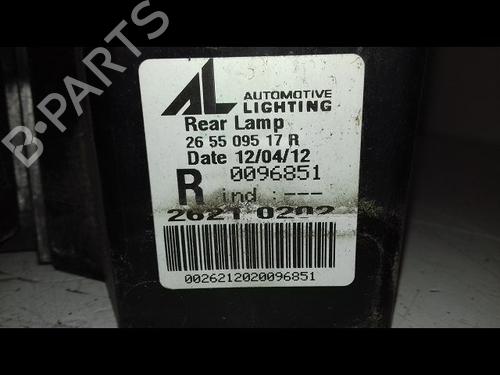 B-PARTS
AL AUTOMOTIVE
LIGHTING
Rear Lamp
26 55 095 17 R
Date 12/04/12
R 0096851
ind : ---
2621 0202
0026212020096851